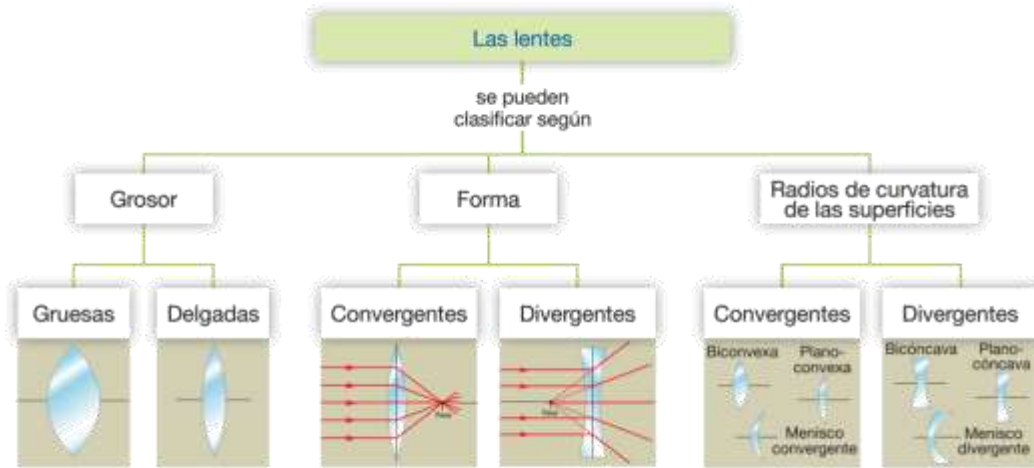 Las lentes
se pueden
clasificar según
Grosor
Forma
Radios de curvatura
de las superficies
Gruesas
Delgadas
Convergentes
Divergentes
Convergentes
Divergentes
Biconvexa
Plano-
convexa
Menisco
convergente
Bicóncava
Plano-
cóncava
Menisco
divergente